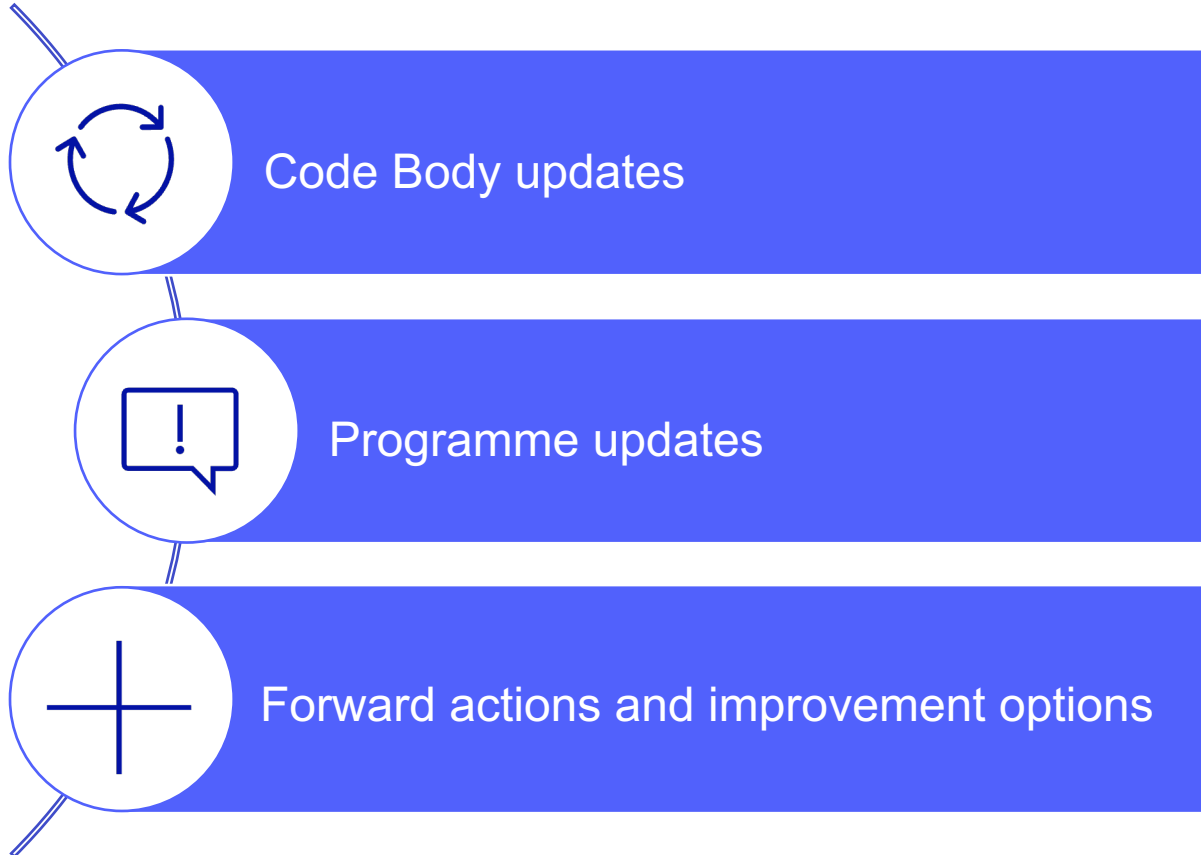 Code Body updates
Programme updates
Forward actions and improvement options